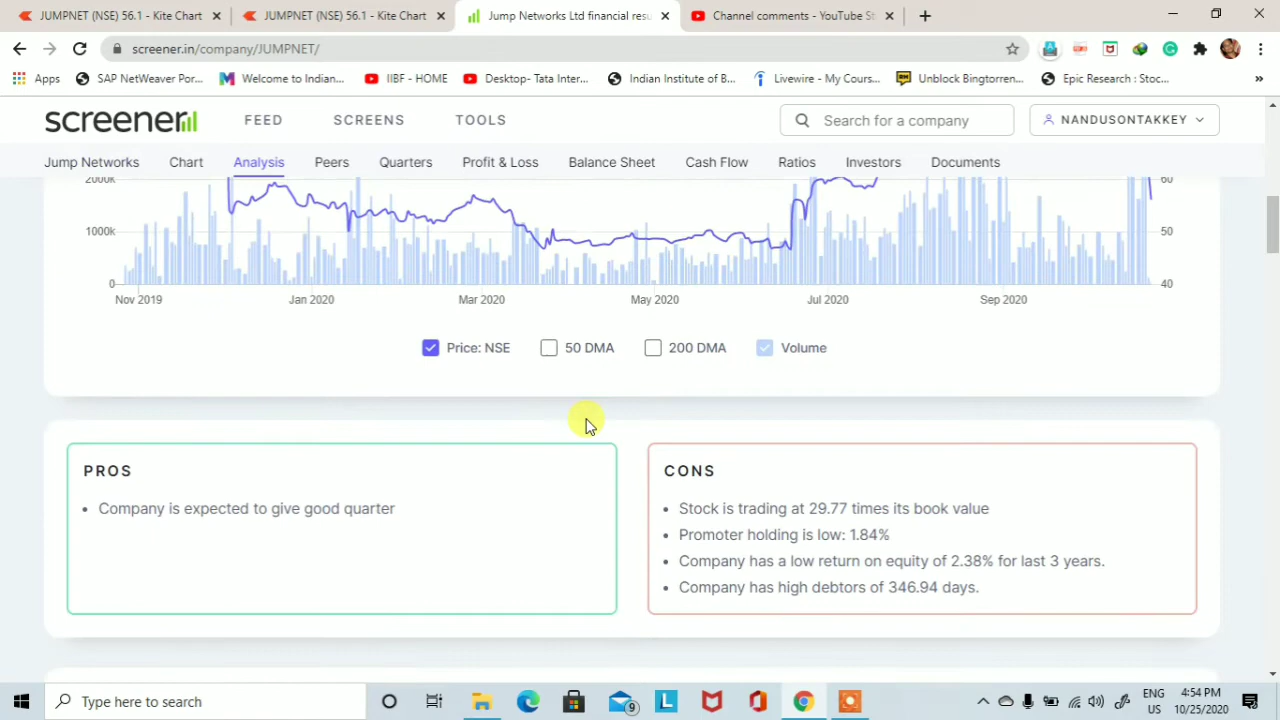 JUMPNET (NSE) 56.1 - Kite Chart
JUMPNET (NSE) 56.1 - Kite Chart
Jump Networks Ltd financial resu
Channel comments - YouTube St
screener.in/company/JUMPNET/
Apps
SAP NetWeaver Por...
Welcome to Indian...
IIBF - HOME
Desktop- Tata Inter...
Indian Institute of B...
Livewire - My Cours...
Unblock Bingtorren...
Epic Research : Stoc...
»
screener
FEED
SCREENS
TOOLS
Search for a company
NANDUSONTAKKEY
Jump Networks
Chart
Analysis
Peers
Quarters
Profit & Loss
Balance Sheet
Cash Flow
Ratios
Investors
Documents
2000k
60
1000k
50
0
40
Nov 2019
Jan 2020
Mar 2020
May 2020
Jul 2020
Sep 2020
Price: NSE
50 DMA
200 DMA
Volume
PROS
• Company is expected to give good quarter
CONS
• Stock is trading at 29.77 times its book value
• Promoter holding is low: 1.84%
• Company has a low return on equity of 2.38% for last 3 years.
• Company has high debtors of 346.94 days.
Type here to search
9
L
ENG
US
4:54 PM
10/25/2020